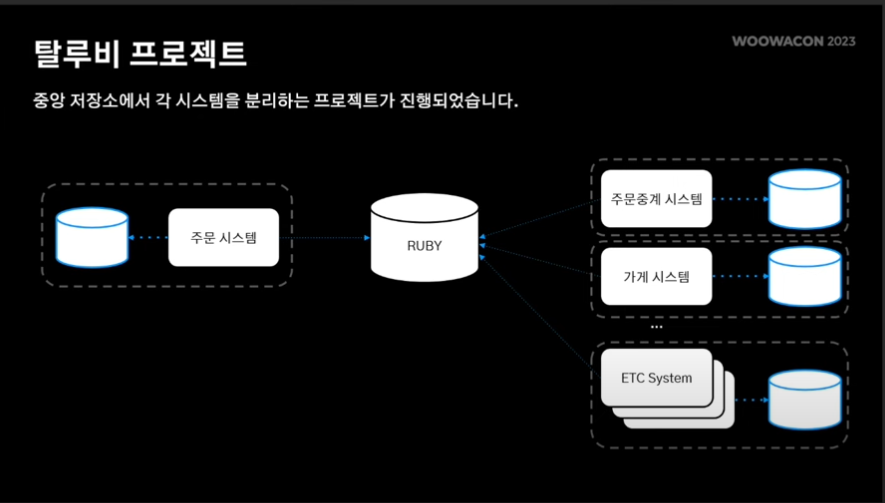 탈루비 프로젝트
WOOWACON 2023
중앙 저장소에서 각 시스템을 분리하는 프로젝트가 진행되었습니다.
주문 시스템
RUBY
주문중계 시스템
가게 시스템
...
ETC System